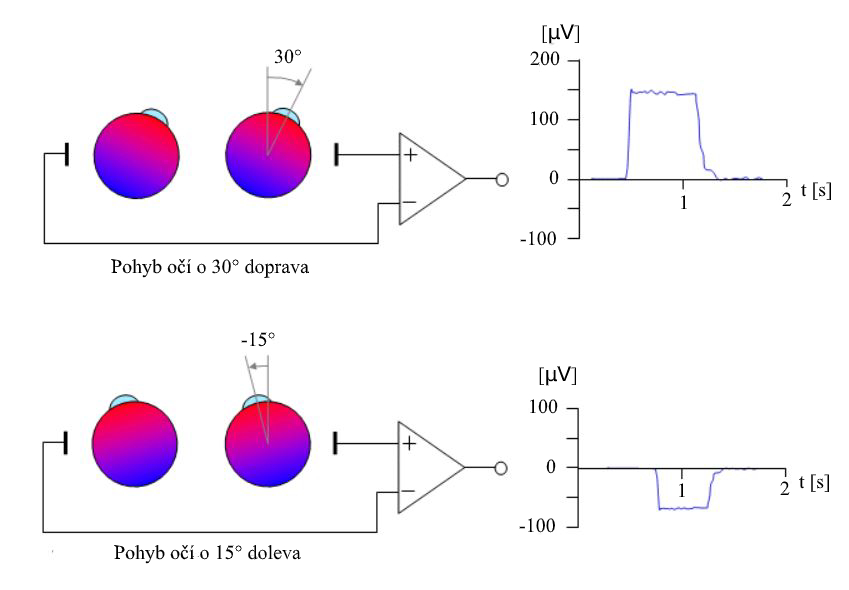 30°
+
−
[µV]
200
100
0
-100
1
2
t [s]
Pohyb očí o 30° doprava
-15°
+
−
[µV]
100
0
-100
1
2
t [s]
Pohyb očí o 15° doleva